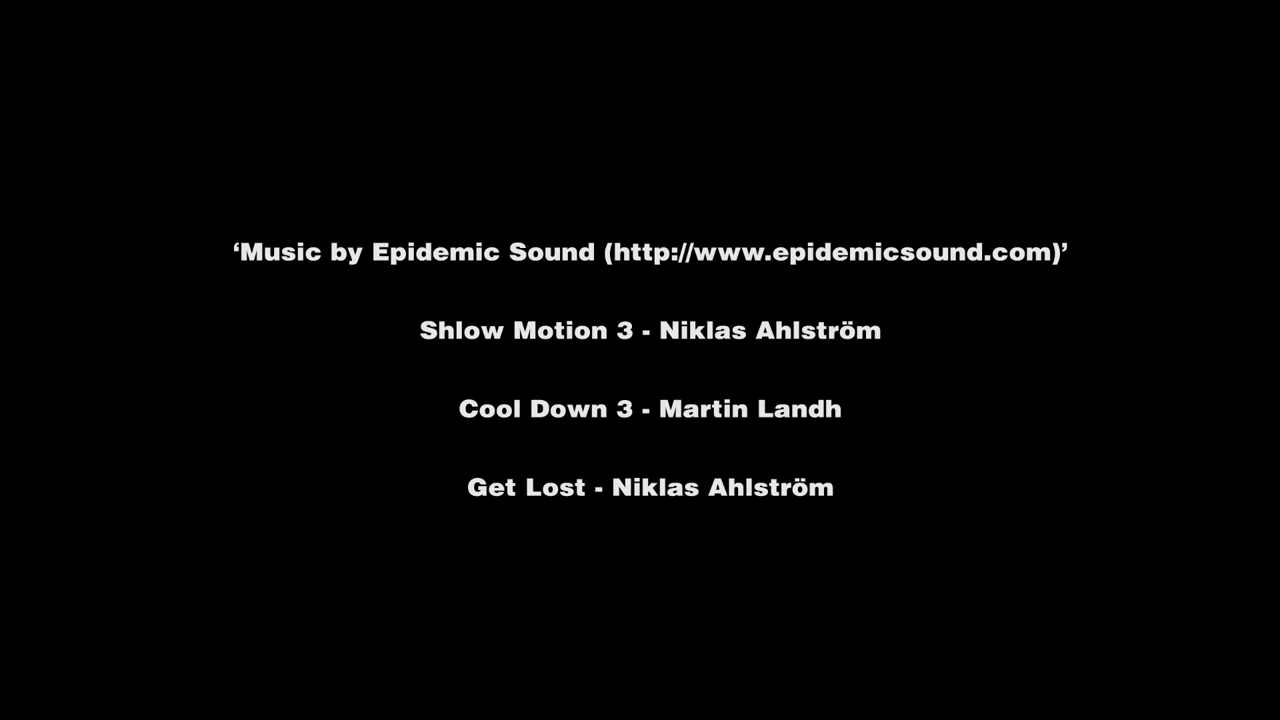 ‘Music by Epidemic Sound (http://www.epidemicsound.com)’
Shlow Motion 3 - Niklas Ahlström
Cool Down 3 - Martin Landh
Get Lost - Niklas Ahlström